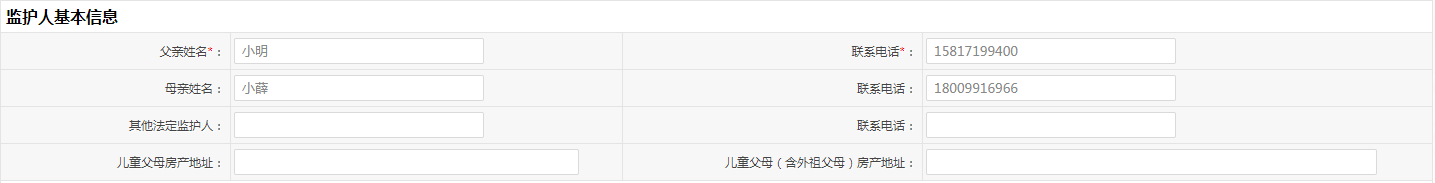 监护人基本信息
父亲姓名*： 小明 联系电话*： 15817199400
母亲姓名： 小薛 联系电话： 18009916966
其他法定监护人： 联系电话：
儿童父母房产地址： 儿童父母（含外祖父母）房产地址：